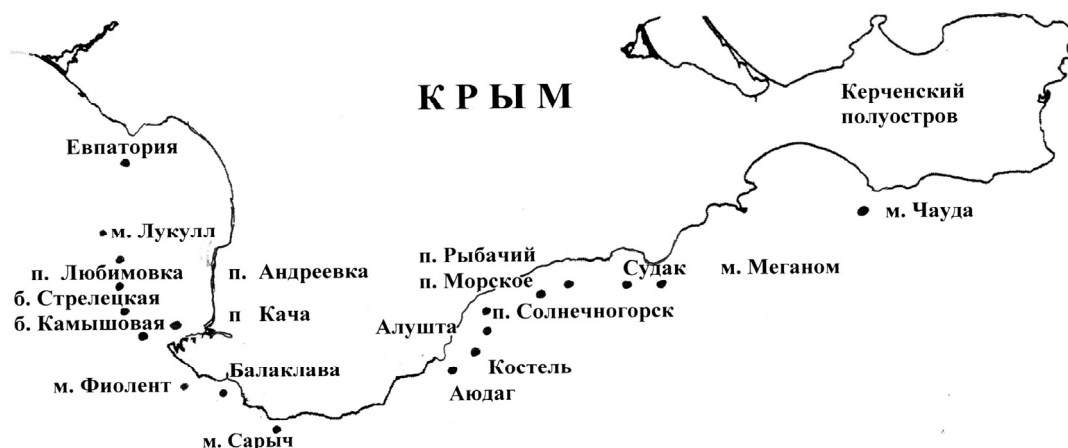 К Р Ы М
Керченский
полуостров
Евпатория
м. Чауда
м. Лукулл
п. Рыбачий
п. Любимовка
п. Андреевка
п. Морское
Судак
м. Меганом
б. Стрелецкая
б. Камышовая
п Кача
п. Солнечногорск
Алушта
Балаклава
Костель
м. Фиолент
Аюдаг
м. Сарыч